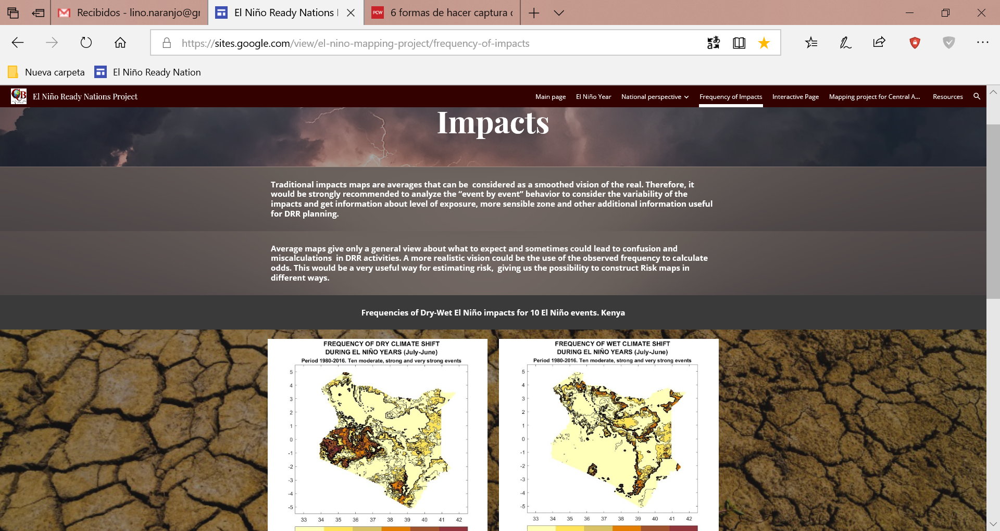 Recibidos - lino.naranjo@gr
El Niño Ready Nations |
PCW
6 formas de hacer captura c
https://sites.google.com/view/el-nino-mapping-project/frequency-of-impacts
Nueva carpeta
El Niño Ready Nation
El Niño Ready Nations Project
Main page
El Niño Year
National perspective
Frequency of Impacts
Interactive Page
Mapping project for Central A...
Resources
Impacts
Traditional impacts maps are averages that can be considered as a smoothed vision of the real. Therefore, it
would be strongly recommended to analyze the “event by event” behavior to consider the variability of the
impacts and get information about level of exposure, more sensible zone and other additional information useful
for DRR planning.
Average maps give only a general view about what to expect and sometimes could lead to confusion and
miscalculations in DRR activities. A more realistic vision could be the use of the observed frequency to calculate
odds. This would be a very useful way for estimating risk, giving us the possibility to construct Risk maps in
different ways.
Frequencies of Dry-Wet El Niño impacts for 10 El Niño events. Kenya
FREQUENCY OF DRY CLIMATE SHIFT
DURING EL NIÑO YEARS (July-June)
Period 1980-2016. Ten moderate, strong and very strong events
5
4
3
2
1
0
-1
-2
-3
-4
-5
33 34 35 36 37 38 39 40 41 42
FREQUENCY OF WET CLIMATE SHIFT
DURING EL NIÑO YEARS (July-June)
Period 1980-2016. Ten moderate, strong and very strong events
5
4
3
2
1
0
-1
-2
-3
-4
-5
33 34 35 36 37 38 39 40 41 42